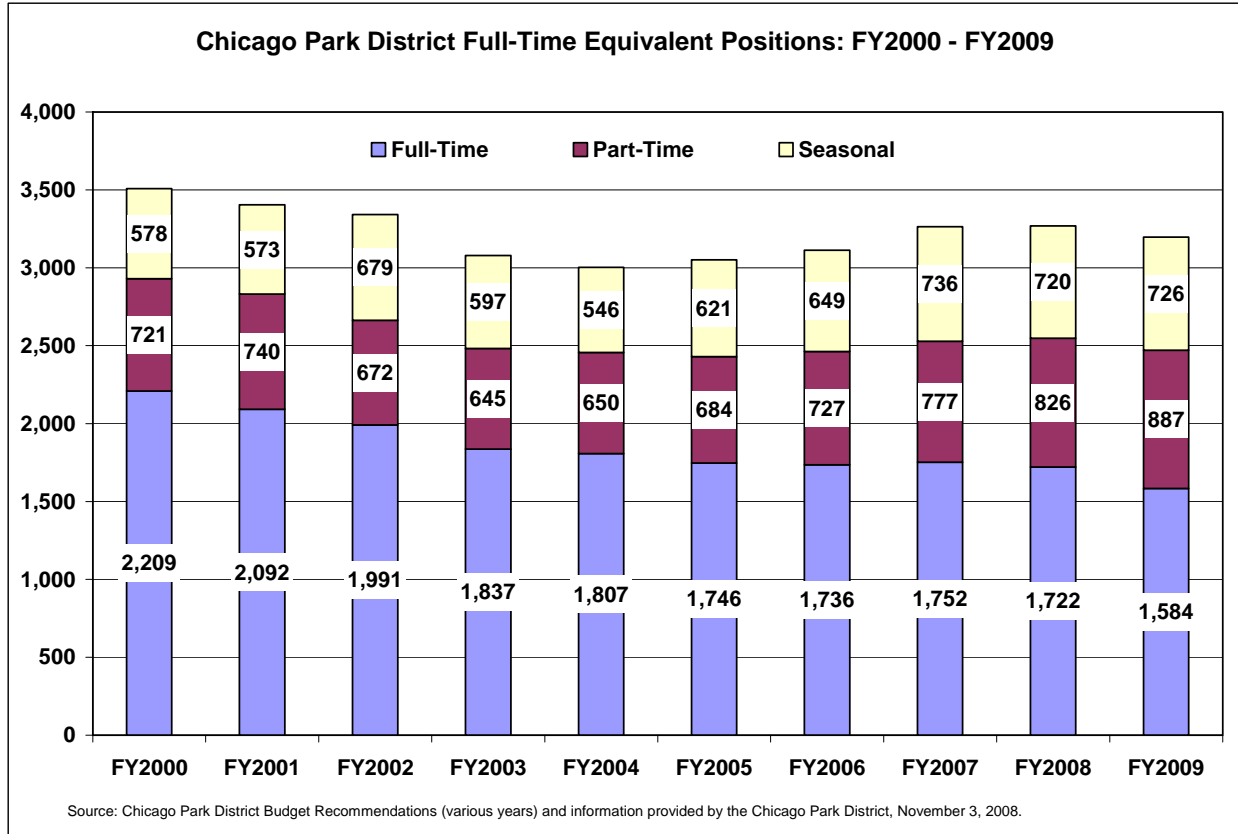 Chicago Park District Full-Time Equivalent Positions: FY2000 - FY2009
4,000
Full-Time Part-Time Seasonal
3,500
578 573 679 597 546 621 649 736 720 726
3,000
721 740 672 645 650 684 727 777 826 887
2,500
2,000
1,500
2,209 2,092 1,991 1,837 1,807 1,746 1,736 1,752 1,722 1,584
1,000
500
0
FY2000 FY2001 FY2002 FY2003 FY2004 FY2005 FY2006 FY2007 FY2008 FY2009
Source: Chicago Park District Budget Recommendations (various years) and information provided by the Chicago Park District, November 3, 2008.